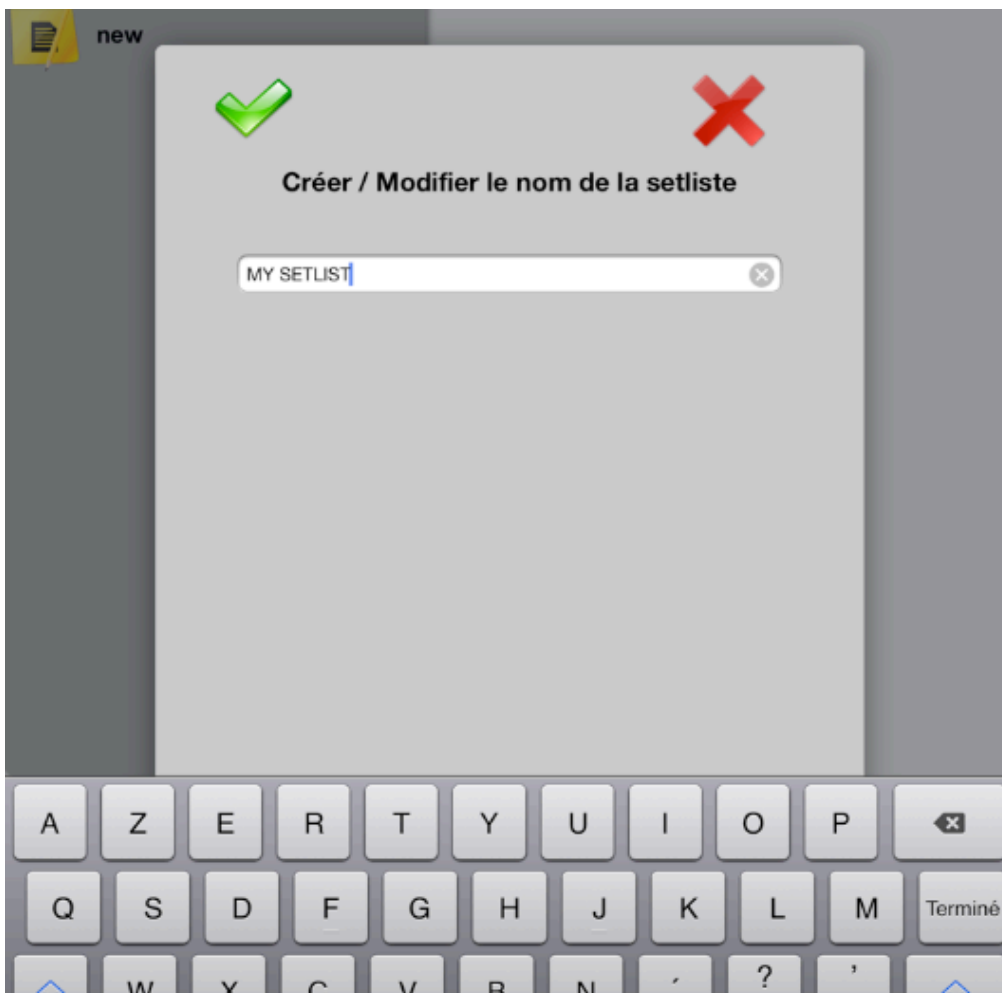 new
Créer / Modifier le nom de la setliste
MY SETLIST
A Z E R T Y U I O P
Q S D F G H J K L M Terminé
W X C V B N ´ ? '